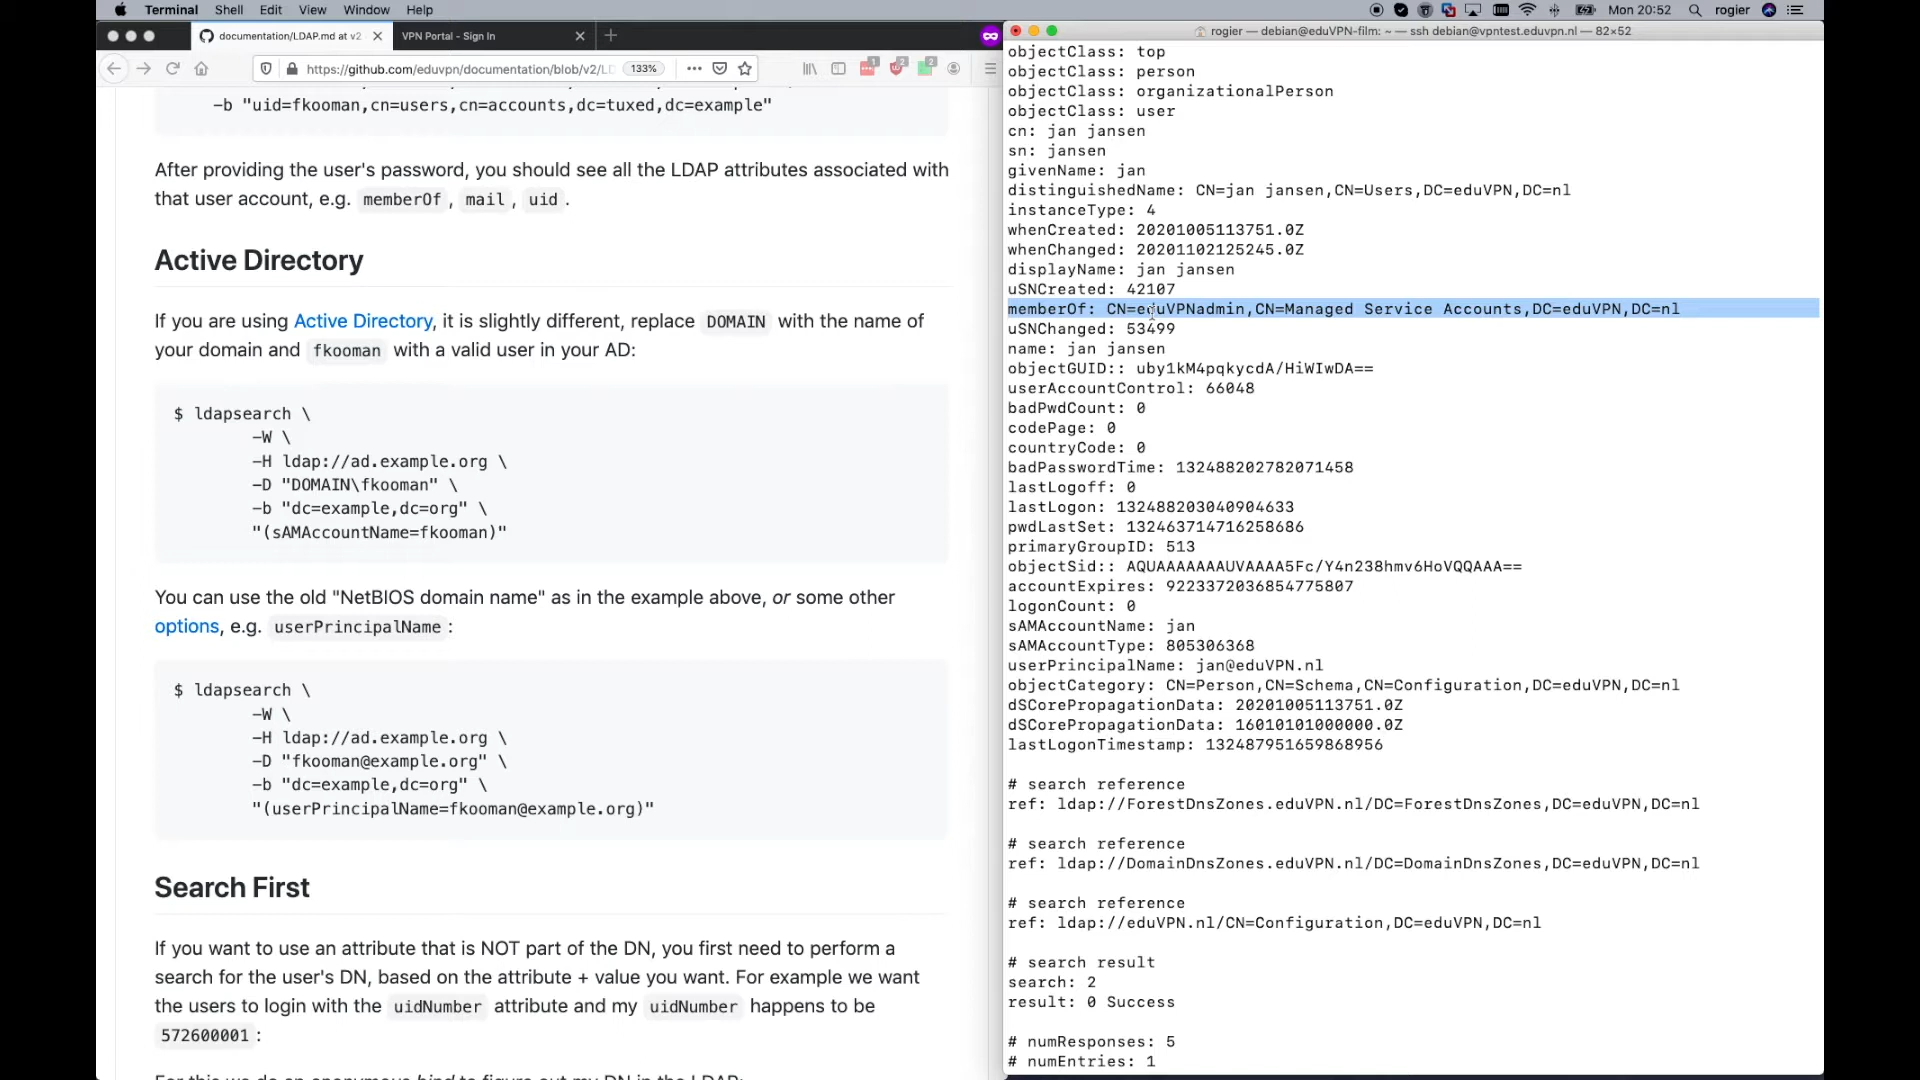 Terminal Shell Edit View Window Help
Mon 20:52 rogier
documentation/LDAP.md at v2
VPN Portal - Sign In
https://github.com/eduvpn/documentation/blob/v2/LD
133%
-b "uid=fkooman,cn=users,cn=accounts,dc=tuxed,dc=example"
After providing the user's password, you should see all the LDAP attributes associated with
that user account, e.g. memberOf , mail , uid .
Active Directory
If you are using Active Directory, it is slightly different, replace DOMAIN with the name of
your domain and fkooman with a valid user in your AD:
$ ldapsearch \
-W \
-H ldap://ad.example.org \
-D "DOMAIN\fkooman" \
-b "dc=example,dc=org" \
"(sAMAccountName=fkooman)"
You can use the old "NetBIOS domain name" as in the example above, or some other
options, e.g. userPrincipalName :
$ ldapsearch \
-W \
-H ldap://ad.example.org \
-D "fkooman@example.org" \
-b "dc=example,dc=org" \
"(userPrincipalName=fkooman@example.org)"
Search First
If you want to use an attribute that is NOT part of the DN, you first need to perform a
search for the user's DN, based on the attribute + value you want. For example we want
the users to login with the uidNumber attribute and my uidNumber happens to be
572600001 :
For this we do an anonymous bind to figure out my DN in the LDAP:
rogier — debian@eduVPN-film: ~ — ssh debian@vpntest.eduvpn.nl — 82×52
objectClass: top
objectClass: person
objectClass: organizationalPerson
objectClass: user
cn: jan jansen
sn: jansen
givenName: jan
distinguishedName: CN=jan jansen,CN=Users,DC=eduVPN,DC=nl
instanceType: 4
whenCreated: 20201005113751.0Z
whenChanged: 20201102125245.0Z
displayName: jan jansen
uSNCreated: 42107
memberOf: CN=eduVPNadmin,CN=Managed Service Accounts,DC=eduVPN,DC=nl
uSNChanged: 53499
name: jan jansen
objectGUID:: uby1kM4pqkycdA/HiWIwDA==
userAccountControl: 66048
badPwdCount: 0
codePage: 0
countryCode: 0
badPasswordTime: 132488202782071458
lastLogoff: 0
lastLogon: 132488203040904633
pwdLastSet: 132463714716258686
primaryGroupID: 513
objectSid:: AQUAAAAAAAUVAAAA5Fc/Y4n238hmv6HoVQQAAA==
accountExpires: 9223372036854775807
logonCount: 0
sAMAccountName: jan
sAMAccountType: 805306368
userPrincipalName: jan@eduVPN.nl
objectCategory: CN=Person,CN=Schema,CN=Configuration,DC=eduVPN,DC=nl
dSCorePropagationData: 20201005113751.0Z
dSCorePropagationData: 16010101000000.0Z
lastLogonTimestamp: 132487951659868956
# search reference
ref: ldap://ForestDnsZones.eduVPN.nl/DC=ForestDnsZones,DC=eduVPN,DC=nl
# search reference
ref: ldap://DomainDnsZones.eduVPN.nl/DC=DomainDnsZones,DC=eduVPN,DC=nl
# search reference
ref: ldap://eduVPN.nl/CN=Configuration,DC=eduVPN,DC=nl
# search result
search: 2
result: 0 Success
# numResponses: 5
# numEntries: 1